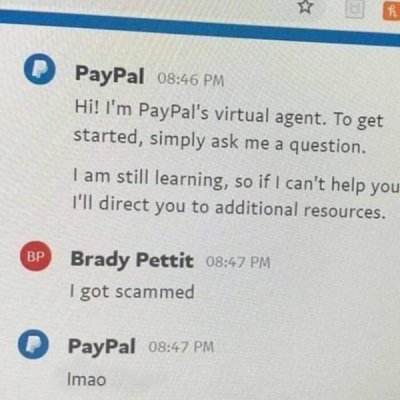 PayPal 08:46 PM
Hi! I'm PayPal's virtual agent. To get
started, simply ask me a question.
I am still learning, so if I can't help you
I'll direct you to additional resources.
BP Brady Pettit 08:47 PM
I got scammed
PayPal 08:47 PM
lmao